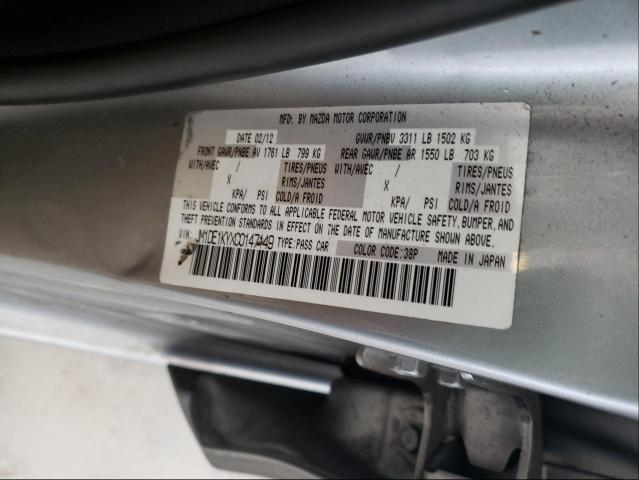 MFD. BY MAZDA MOTOR CORPORATION
DATE 02/12 GVWR/PNBV 3311 LB 1502 KG
FRONT GAWR/PNBE AV 1761 LB 799 KG REAR GAWR/PNBE AR 1550 LB 703 KG
WITH/AVEC / TIRES/PNEUS WITH/AVEC / TIRES/PNEUS
X RIMS/JANTES X RIMS/JANTES
KPA/ PSI COLD/A FROID KPA/ PSI COLD/A FROID
THIS VEHICLE CONFORMS TO ALL APPLICABLE FEDERAL MOTOR VEHICLE SAFETY, BUMPER, AND
THEFT PREVENTION STANDARDS IN EFFECT ON THE DATE OF MANUFACTURE SHOWN ABOVE.
VIN: JM1DE1KYXC0147449 TYPE:PASS CAR COLOR CODE:38P MADE IN JAPAN